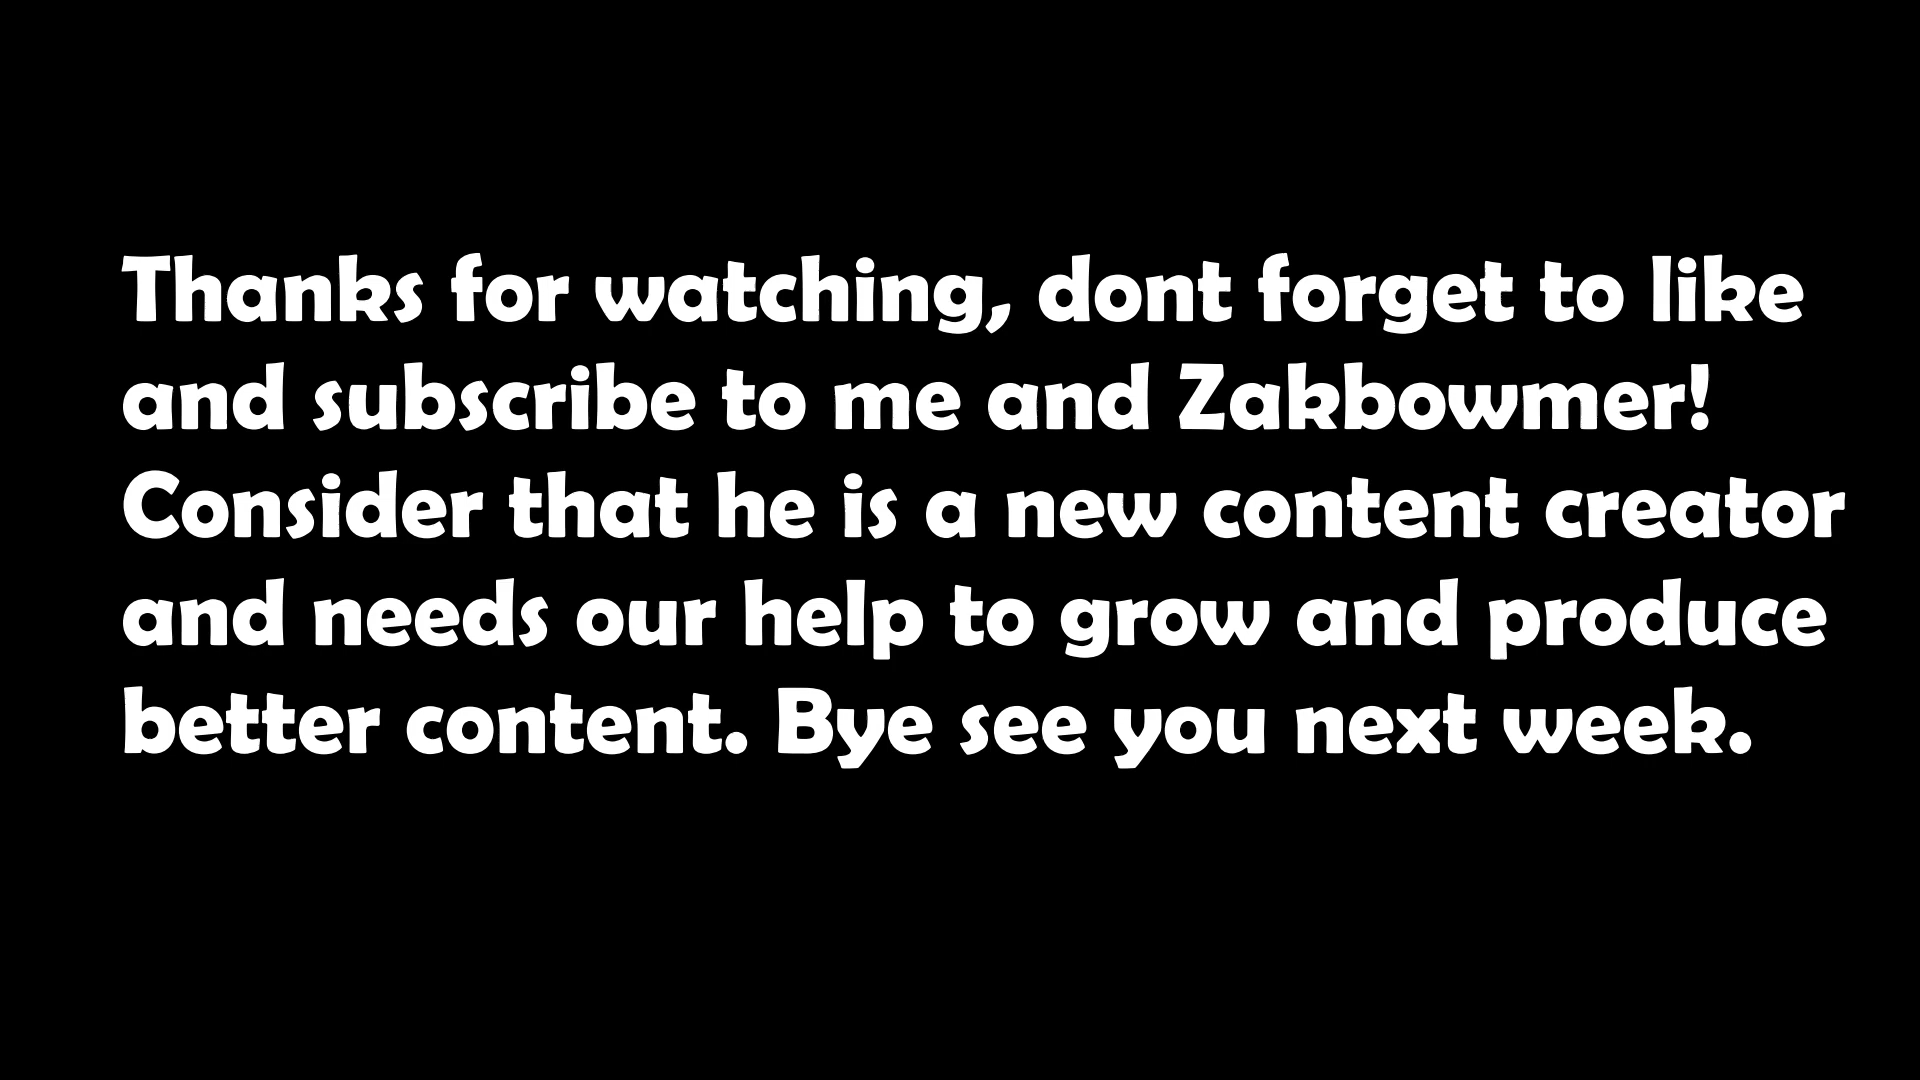 Thanks for watching, dont forget to like
and subscribe to me and Zakbowmer!
Consider that he is a new content creator
and needs our help to grow and produce
better content. Bye see you next week.